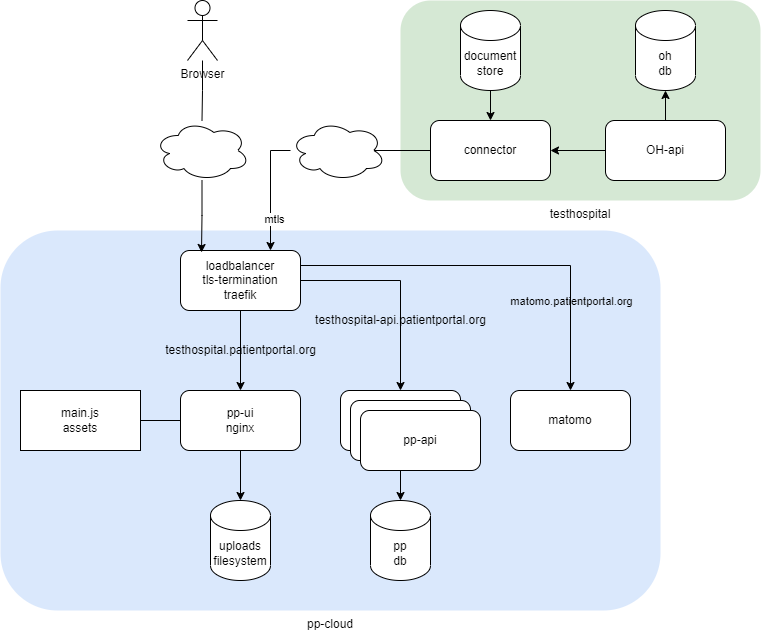 Browser
document
store
oh
db
connector
OH-api
testhospital
mtls
loadbalancer
tls-termination
traefik
matomo.patientportal.org
testhospital-api.patientportal.org
testhospital.patientportal.org
main.js
assets
pp-ui
nginx
pp-api
matomo
uploads
filesystem
pp
db
pp-cloud